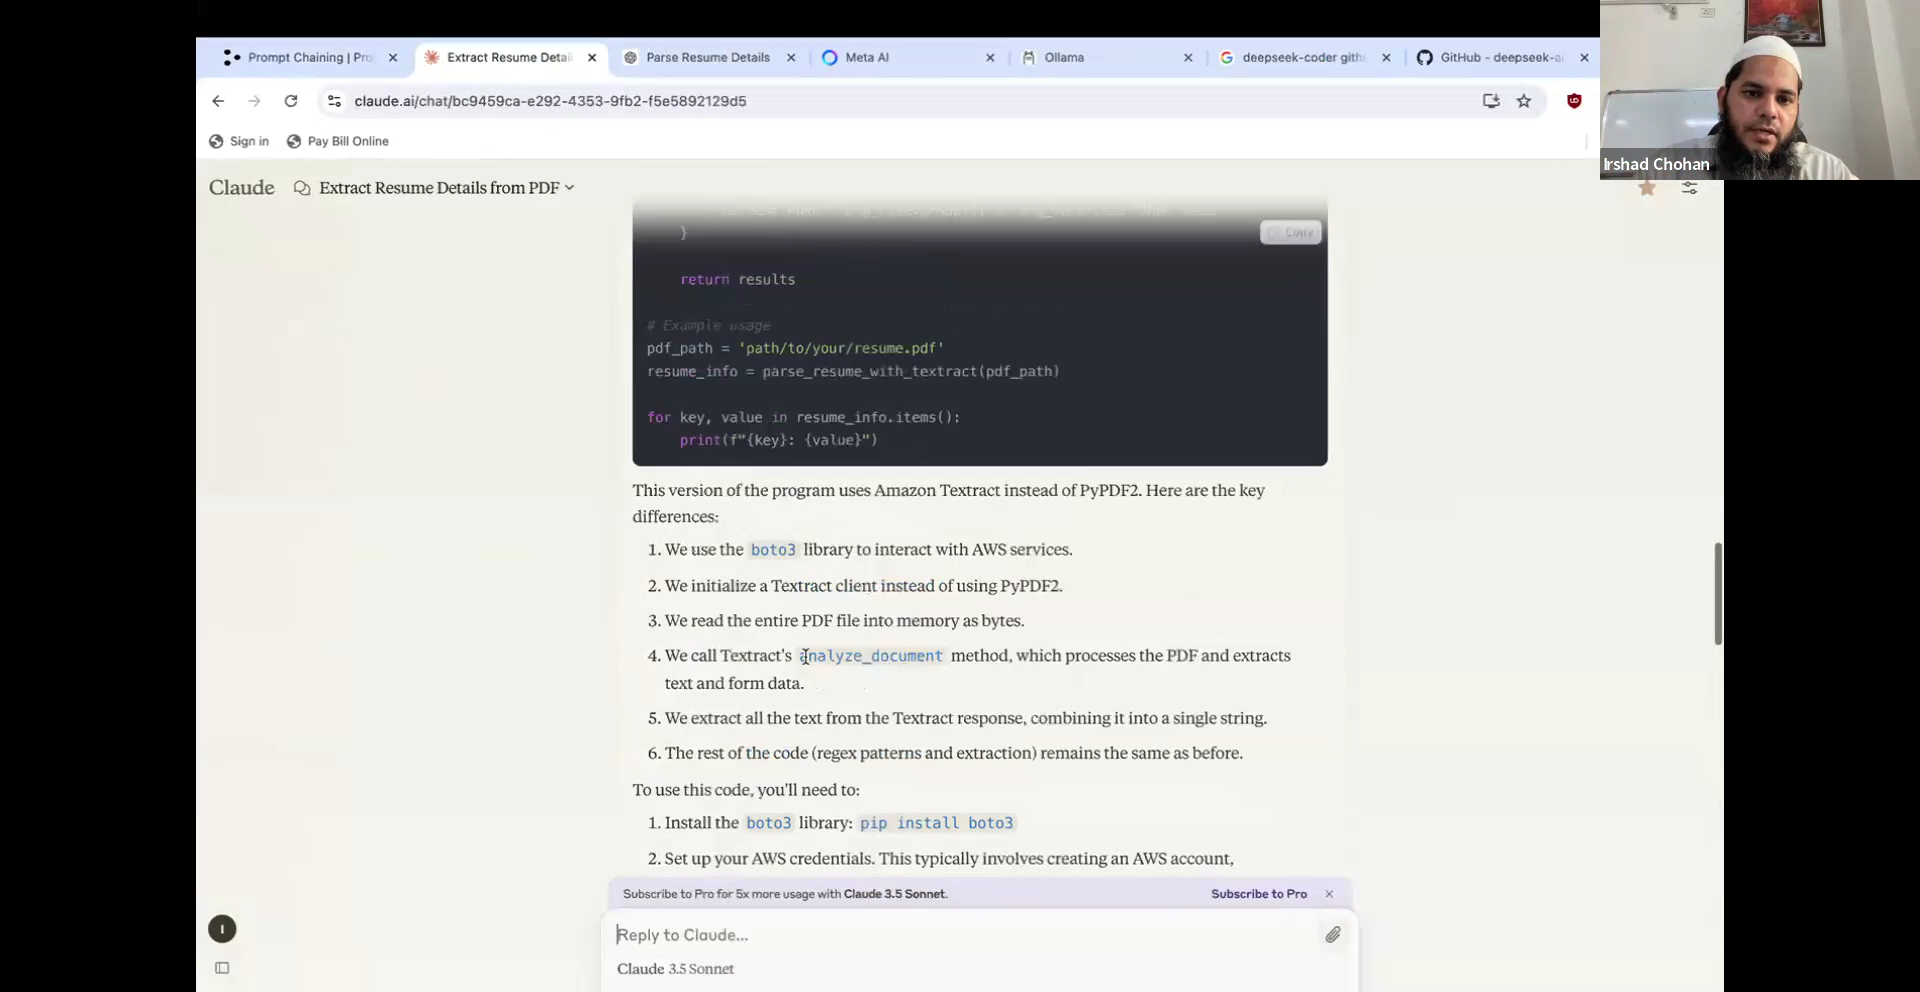 Prompt Chaining | Pro
Extract Resume Detail
Parse Resume Details
Meta AI
Ollama
deepseek-coder gith
GitHub - deepseek-a
claude.ai/chat/bc9459ca-e292-4353-9fb2-f5e5892129d5
Sign in
Pay Bill Online
Irshad Chohan
Claude
Extract Resume Details from PDF
}
Copy
return results
# Example usage
pdf_path = 'path/to/your/resume.pdf'
resume_info = parse_resume_with_textract(pdf_path)
for key, value in resume_info.items():
print(f"{key}: {value}")
This version of the program uses Amazon Textract instead of PyPDF2. Here are the key
differences:
1. We use the boto3 library to interact with AWS services.
2. We initialize a Textract client instead of using PyPDF2.
3. We read the entire PDF file into memory as bytes.
4. We call Textract's analyze_document method, which processes the PDF and extracts
text and form data.
5. We extract all the text from the Textract response, combining it into a single string.
6. The rest of the code (regex patterns and extraction) remains the same as before.
To use this code, you'll need to:
1. Install the boto3 library: pip install boto3
2. Set up your AWS credentials. This typically involves creating an AWS account,
Subscribe to Pro for 5x more usage with Claude 3.5 Sonnet.
Subscribe to Pro
I
Reply to Claude...
Claude 3.5 Sonnet